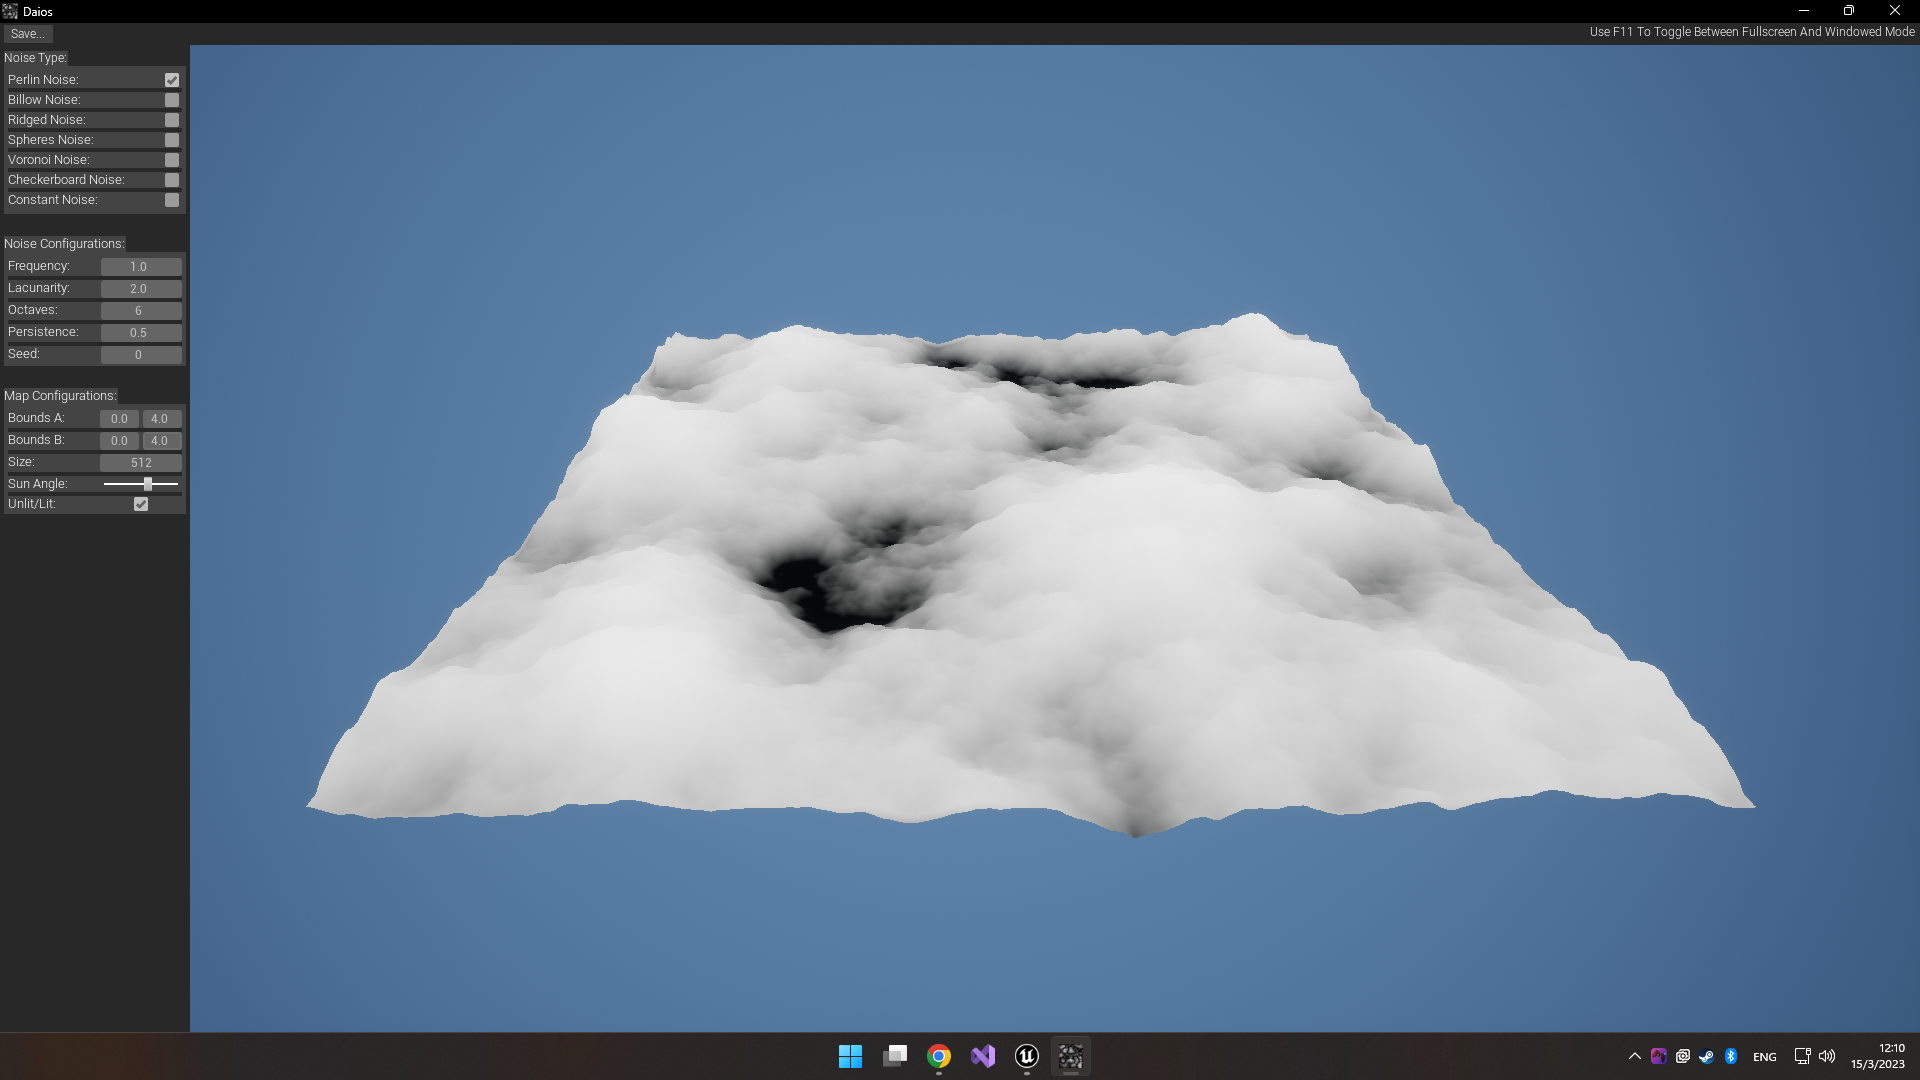 Daios
Save...
Use F11 To Toggle Between Fullscreen And Windowed Mode
Noise Type:
Perlin Noise:
Billow Noise:
Ridged Noise:
Spheres Noise:
Voronoi Noise:
Checkerboard Noise:
Constant Noise:
Noise Configurations:
Frequency: 1.0
Lacunarity: 2.0
Octaves: 6
Persistence: 0.5
Seed: 0
Map Configurations:
Bounds A: 0.0 4.0
Bounds B: 0.0 4.0
Size: 512
Sun Angle:
Unlit/Lit:
ENG
12:10
15/3/2023